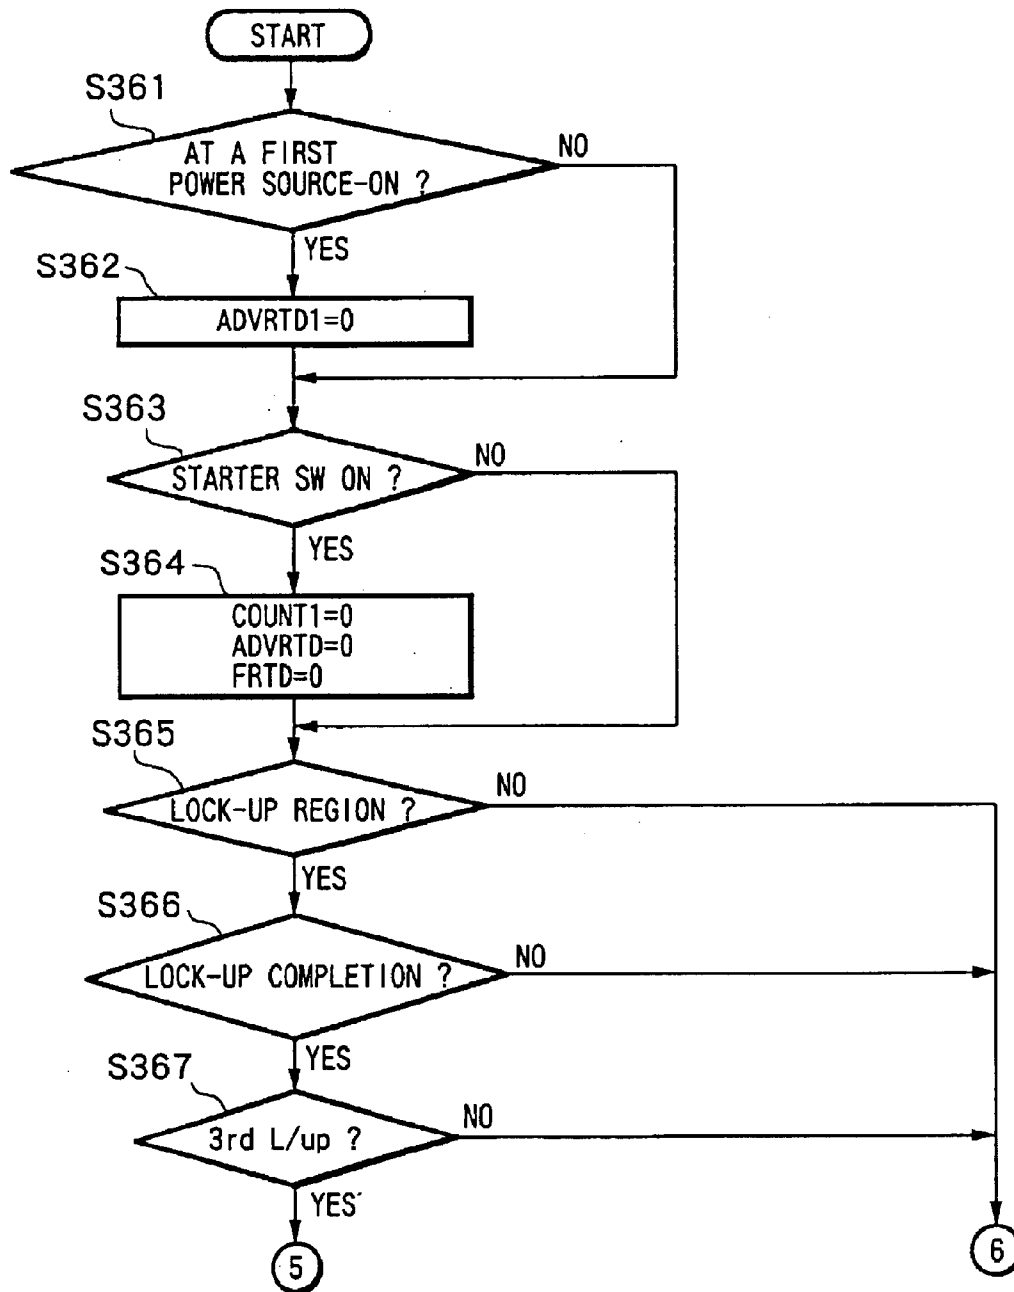 START
S361
AT A FIRST
POWER SOURCE-ON ?
NO
YES
S362
ADVRTD1=0
S363
STARTER SW ON ?
NO
YES
S364
COUNT1=0
ADVRTD=0
FRTD=0
S365
LOCK-UP REGION ?
NO
YES
S366
LOCK-UP COMPLETION ?
NO
YES
S367
3rd L/up ?
NO
YES
5
6